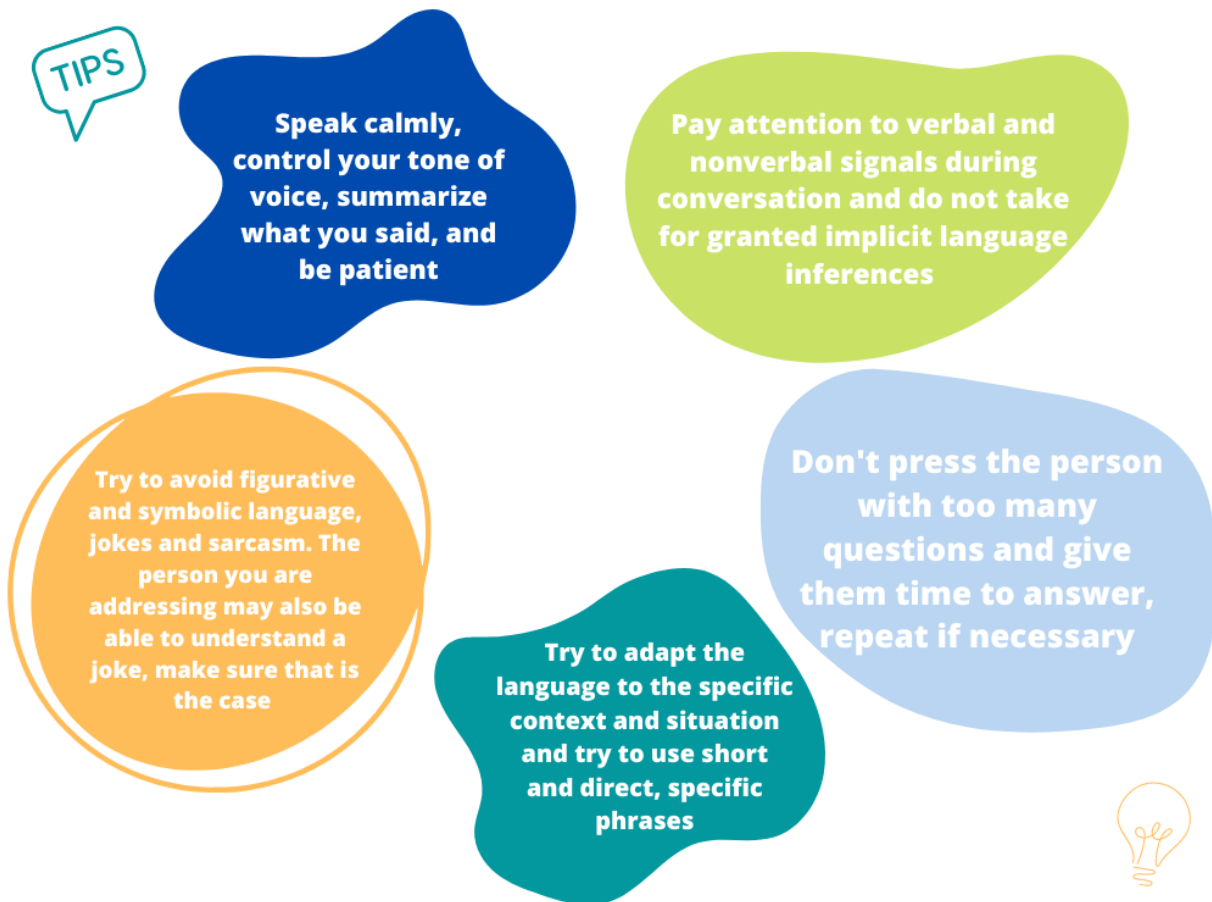 TIPS
Speak calmly,
control your tone of
voice, summarize
what you said, and
be patient
Pay attention to verbal and
nonverbal signals during
conversation and do not take
for granted implicit language
inferences
Try to avoid figurative
and symbolic language,
jokes and sarcasm. The
person you are
addressing may also be
able to understand a
joke, make sure that is
the case
Don't press the person
with too many
questions and give
them time to answer,
repeat if necessary
Try to adapt the
language to the specific
context and situation
and try to use short
and direct, specific
phrases